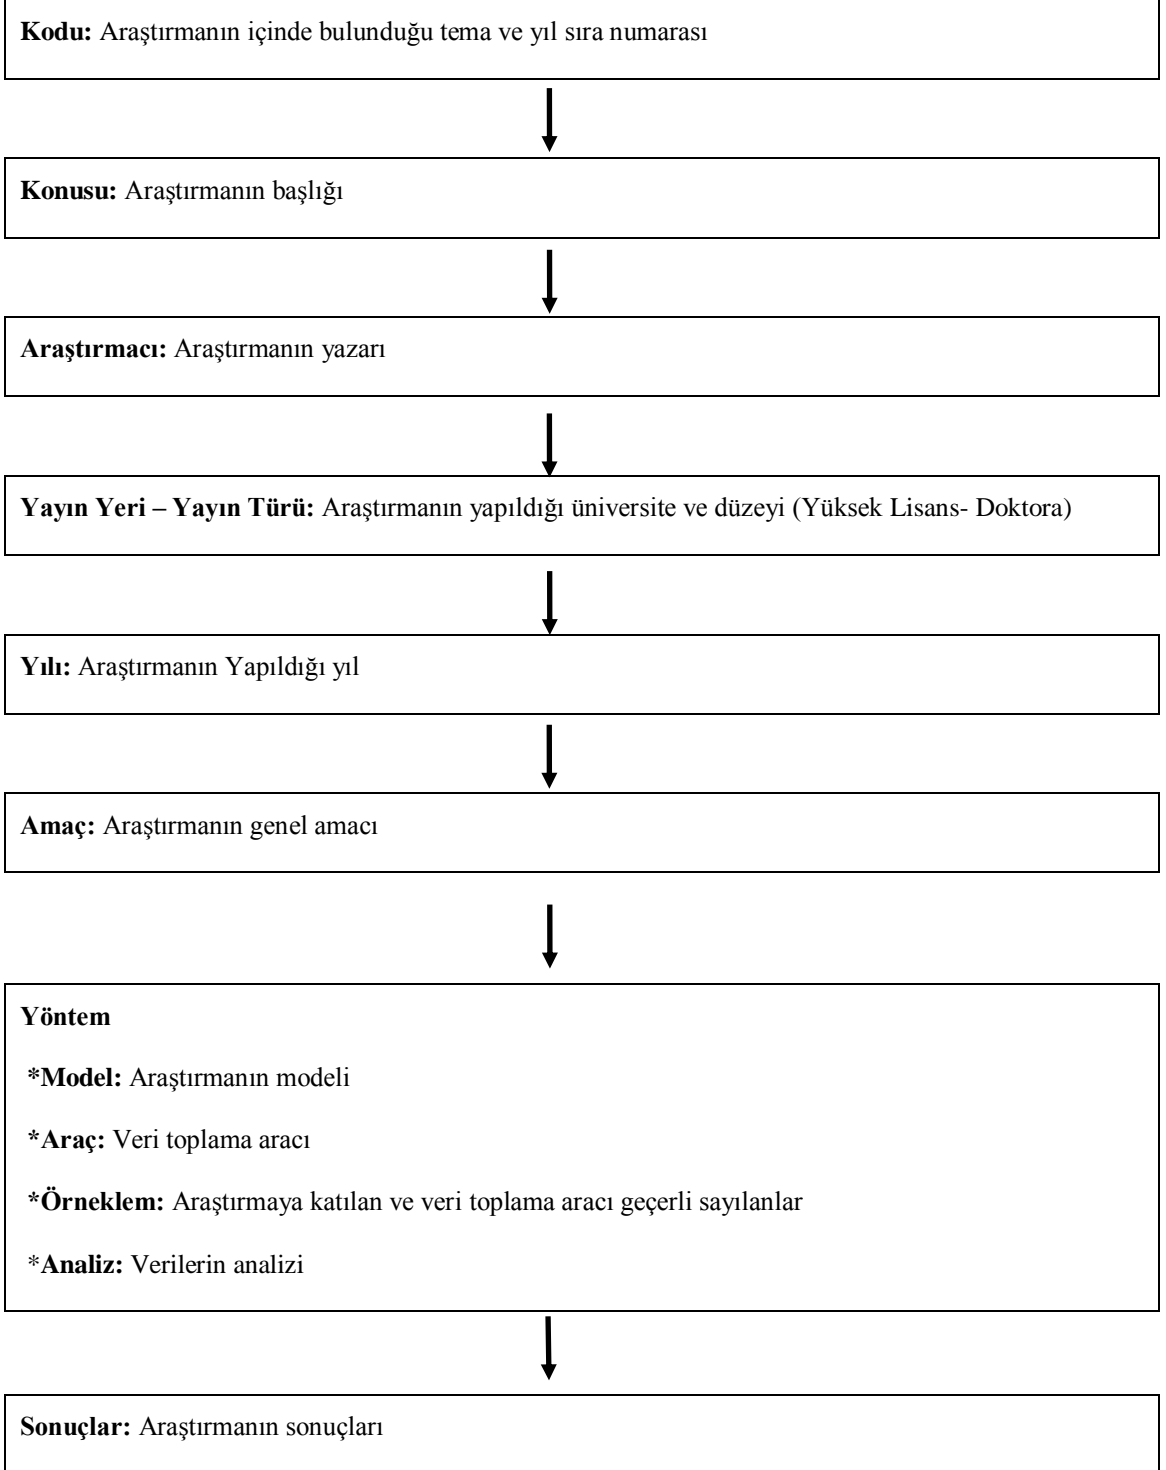 Kodu: Araştırmanın içinde bulunduğu tema ve yıl sıra numarası
Konusu: Araştırmanın başlığı
Araştırmacı: Araştırmanın yazarı
Yayın Yeri – Yayın Türü: Araştırmanın yapıldığı üniversite ve düzeyi (Yüksek Lisans- Doktora)
Yılı: Araştırmanın Yapıldığı yıl
Amaç: Araştırmanın genel amacı
Yöntem
*Model: Araştırmanın modeli
*Araç: Veri toplama aracı
*Örneklem: Araştırmaya katılan ve veri toplama aracı geçerli sayılanlar
*Analiz: Verilerin analizi
Sonuçlar: Araştırmanın sonuçları